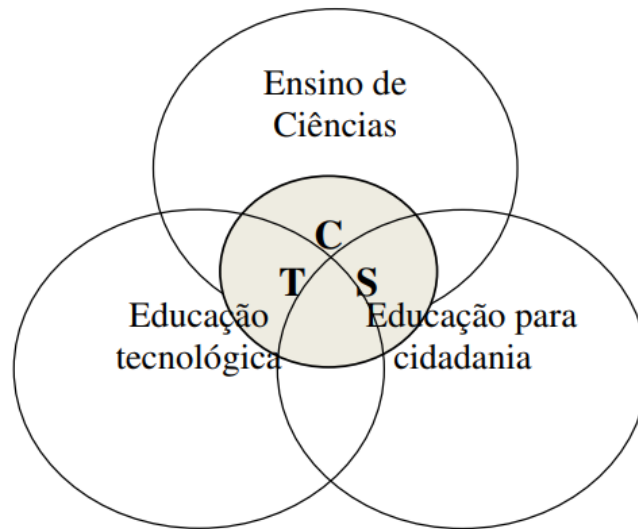 Ensino de
Ciências
C
T S
Educação
tecnológica
Educação para
cidadania